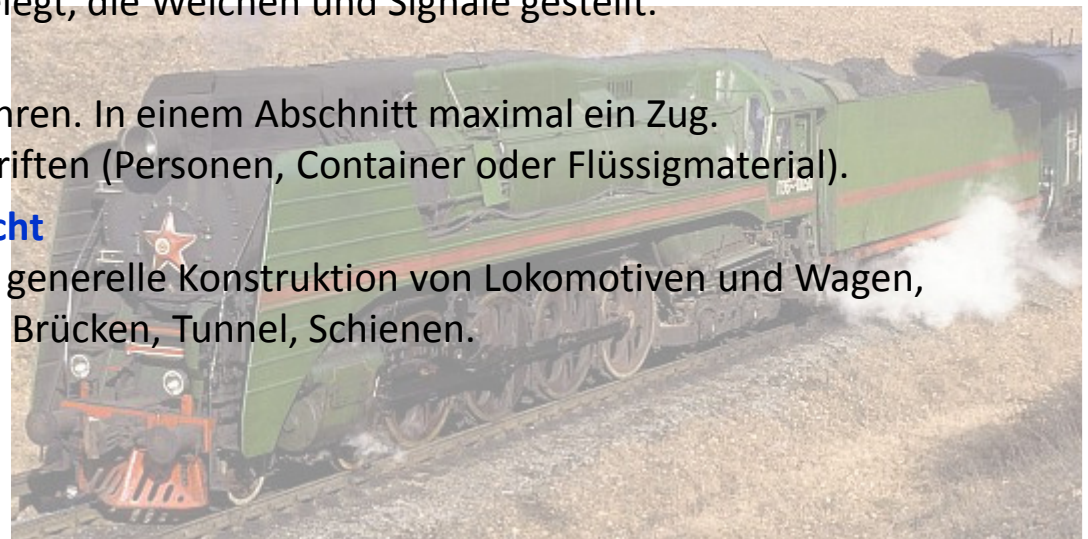 legt, die Weichen und Signale gestellt.
hren. In einem Abschnitt maximal ein Zug.
riften (Personen, Container oder Flüssigmaterial).
cht
generelle Konstruktion von Lokomotiven und Wagen,
Brücken, Tunnel, Schienen.